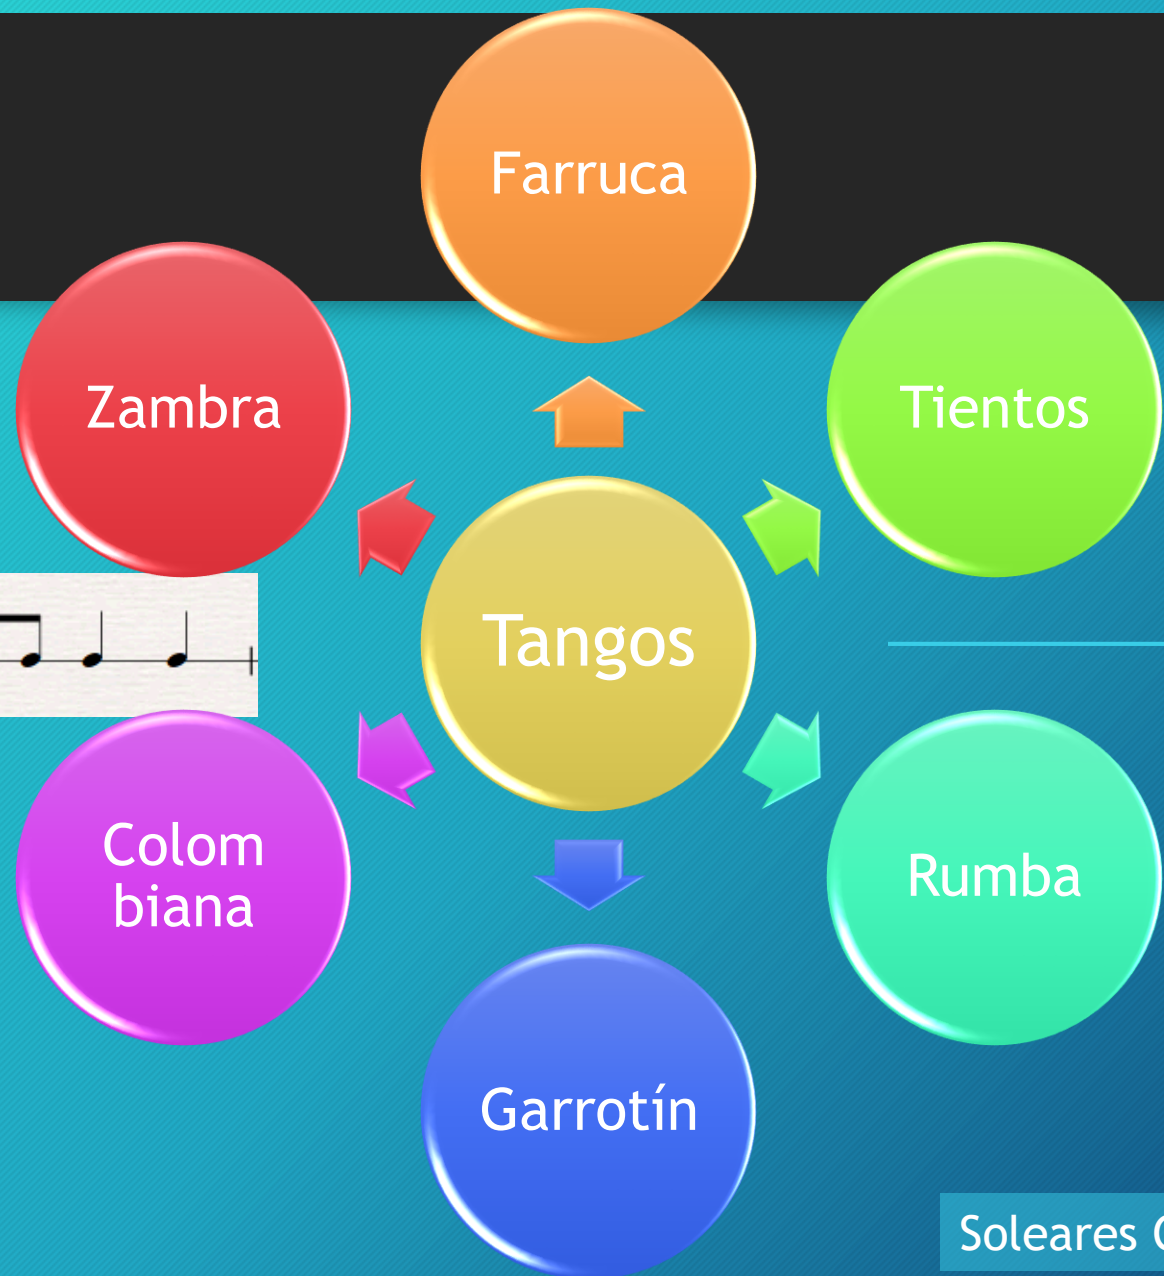 Farruca
Zambra
Tientos
Tangos
Colom
biana
Rumba
Garrotín
Soleares